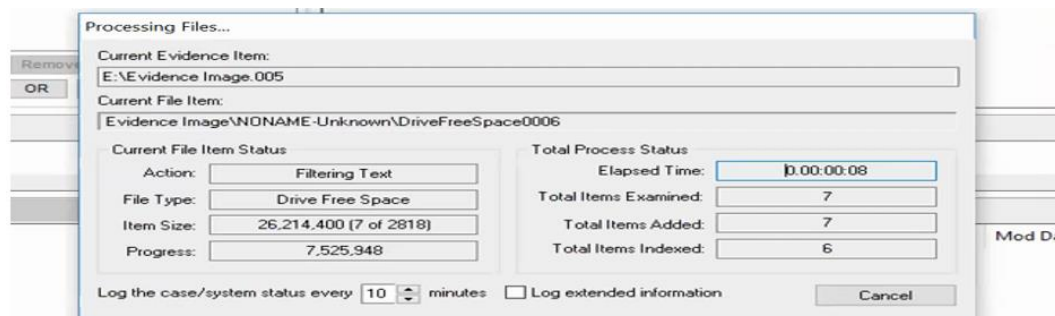 Processing Files...
Current Evidence Item:
Remove
E:\Evidence Image.005
OR
Current File Item:
Evidence Image\NONAME-Unknown\DriveFreeSpace0006
Current File Item Status
Total Process Status
Action: Filtering Text
Elapsed Time: 0.00:00:08
File Type: Drive Free Space
Total Items Examined: 7
Item Size: 26,214,400 (7 of 2818)
Total Items Added: 7
Progress: 7,525,948
Total Items Indexed: 6
Mod Da
Log the case/system status every 10 minutes
Log extended information
Cancel